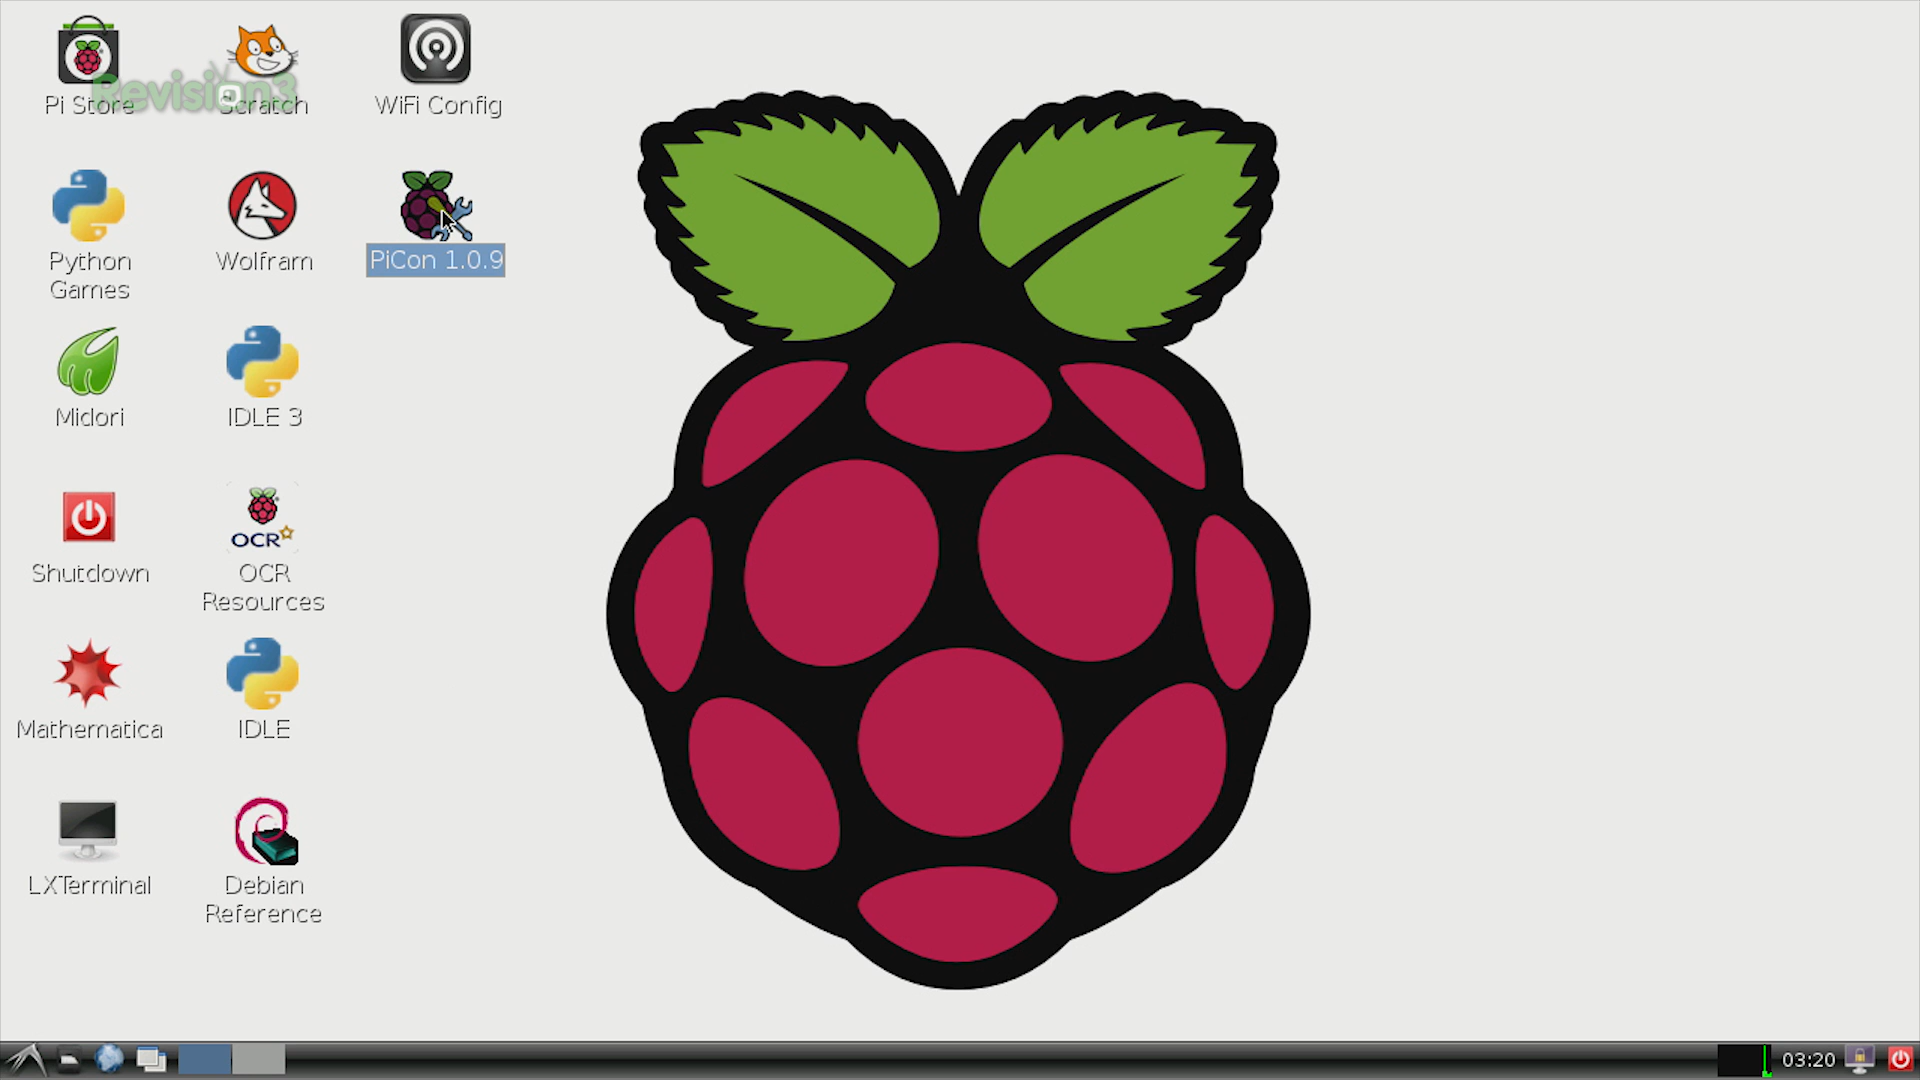 Pi Store
Revision3
Scratch
WiFi Config
Python
Games
Wolfram
PiCon 1.0.9
Midori
IDLE 3
Shutdown
OCR
OCR
Resources
Mathematica
IDLE
LXTerminal
Debian
Reference
03:20